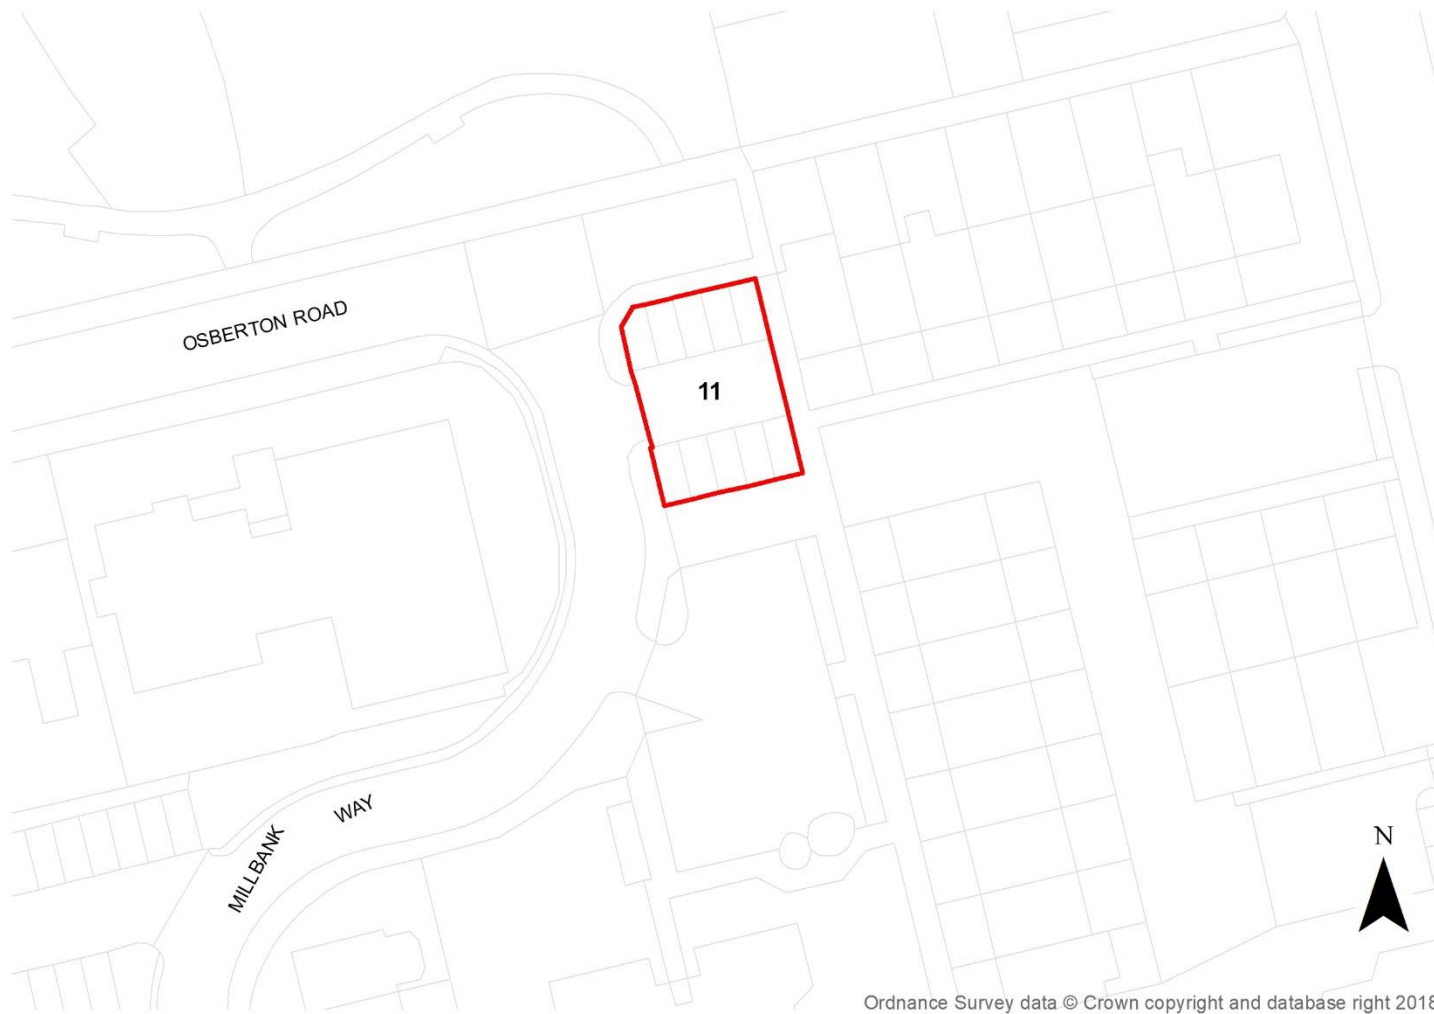 OSBERTON ROAD
11
WAY
MILLBANK
N
Ordnance Survey data © Crown copyright and database right 2018